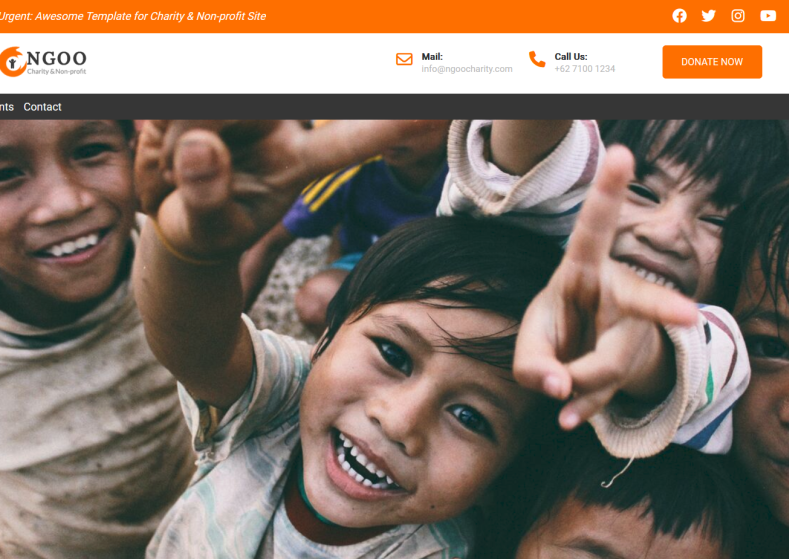 Urgent: Awesome Template for Charity & Non-profit Site
NGOO
Charity & Non-profit
Mail:
info@ngoocharity.com
Call Us:
+62 7100 1234
DONATE NOW
nts Contact